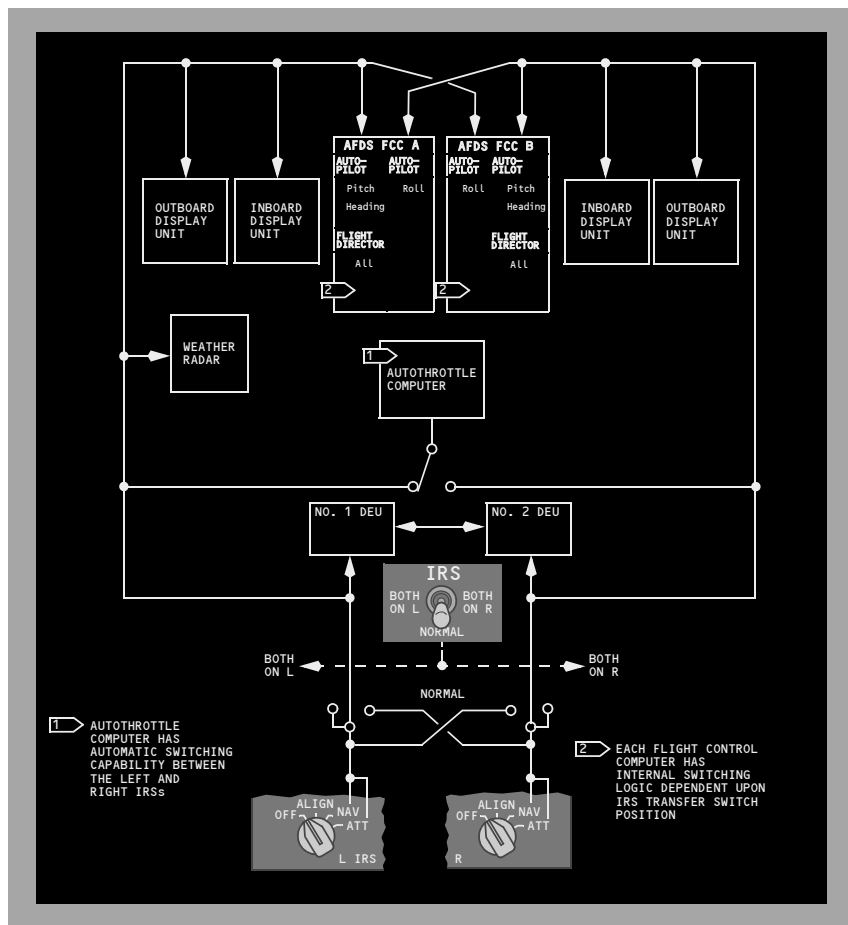 AFDS FCC A
AUTO-
PILOT
AUTO-
PILOT
Pitch
Roll
Heading
FLIGHT
DIRECTOR
All
2
AFDS FCC B
AUTO-
PILOT
AUTO-
PILOT
Roll
Pitch
Heading
FLIGHT
DIRECTOR
All
2
OUTBOARD
DISPLAY
UNIT
INBOARD
DISPLAY
UNIT
INBOARD
DISPLAY
UNIT
OUTBOARD
DISPLAY
UNIT
WEATHER
RADAR
1
AUTOTHROTTLE
COMPUTER
NO. 1 DEU
NO. 2 DEU
IRS
BOTH
ON L
BOTH
ON R
NORMAL
BOTH
ON L
BOTH
ON R
NORMAL
1
AUTOTHROTTLE
COMPUTER HAS
AUTOMATIC SWITCHING
CAPABILITY BETWEEN
THE LEFT AND
RIGHT IRSs
2
EACH FLIGHT CONTROL
COMPUTER HAS
INTERNAL SWITCHING
LOGIC DEPENDENT UPON
IRS TRANSFER SWITCH
POSITION
ALIGN
OFF
NAV
ATT
L IRS
ALIGN
OFF
NAV
ATT
R